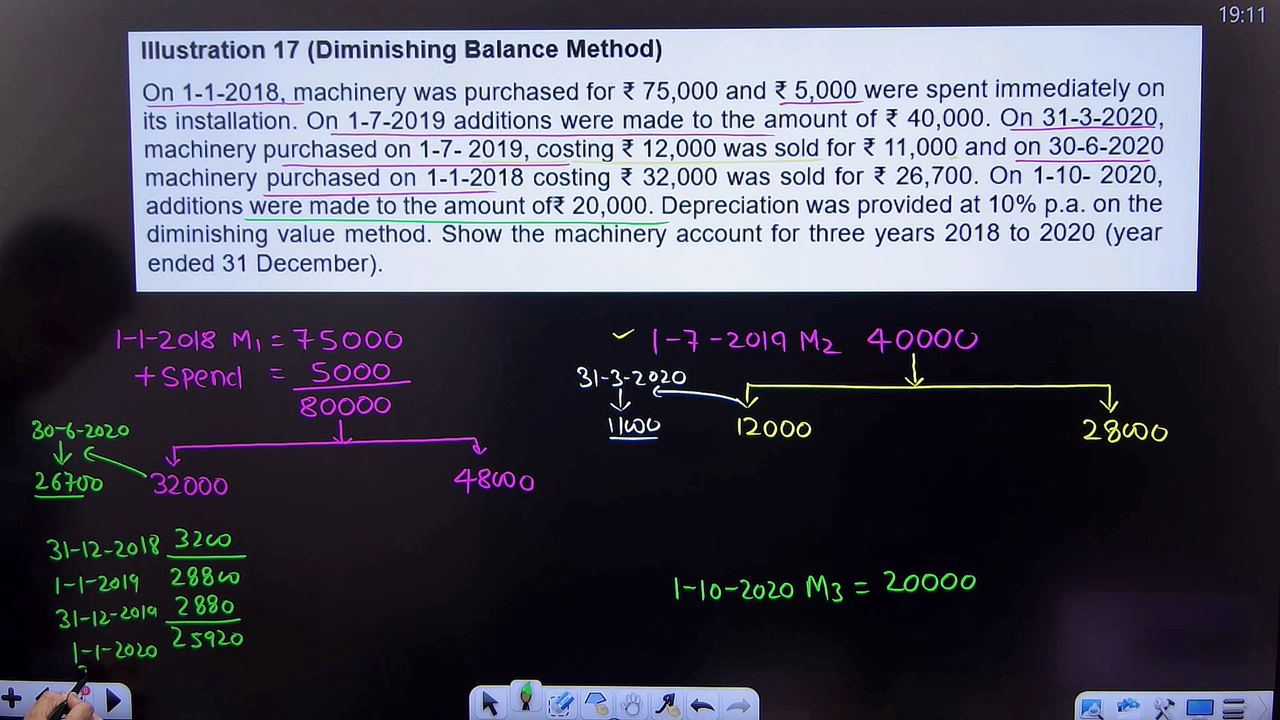 19:11
Illustration 17 (Diminishing Balance Method)
On 1-1-2018, machinery was purchased for ₹ 75,000 and ₹ 5,000 were spent immediately on
its installation. On 1-7-2019 additions were made to the amount of ₹ 40,000. On 31-3-2020,
machinery purchased on 1-7- 2019, costing ₹ 12,000 was sold for ₹ 11,000 and on 30-6-2020
machinery purchased on 1-1-2018 costing ₹ 32,000 was sold for ₹ 26,700. On 1-10- 2020,
additions were made to the amount of₹ 20,000. Depreciation was provided at 10% p.a. on the
diminishing value method. Show the machinery account for three years 2018 to 2020 (year
ended 31 December).
1-1-2018 M1 = 75000
+ Spend = 5000
80000
30-6-2020
26700
32000
48000
31-12-2018 3200
1-1-2019 28800
31-12-2019 2880
1-1-2020 25920
1-7-2019 M2 40000
31-3-2020
11000
12000
28000
1-10-2020 M3 = 20000